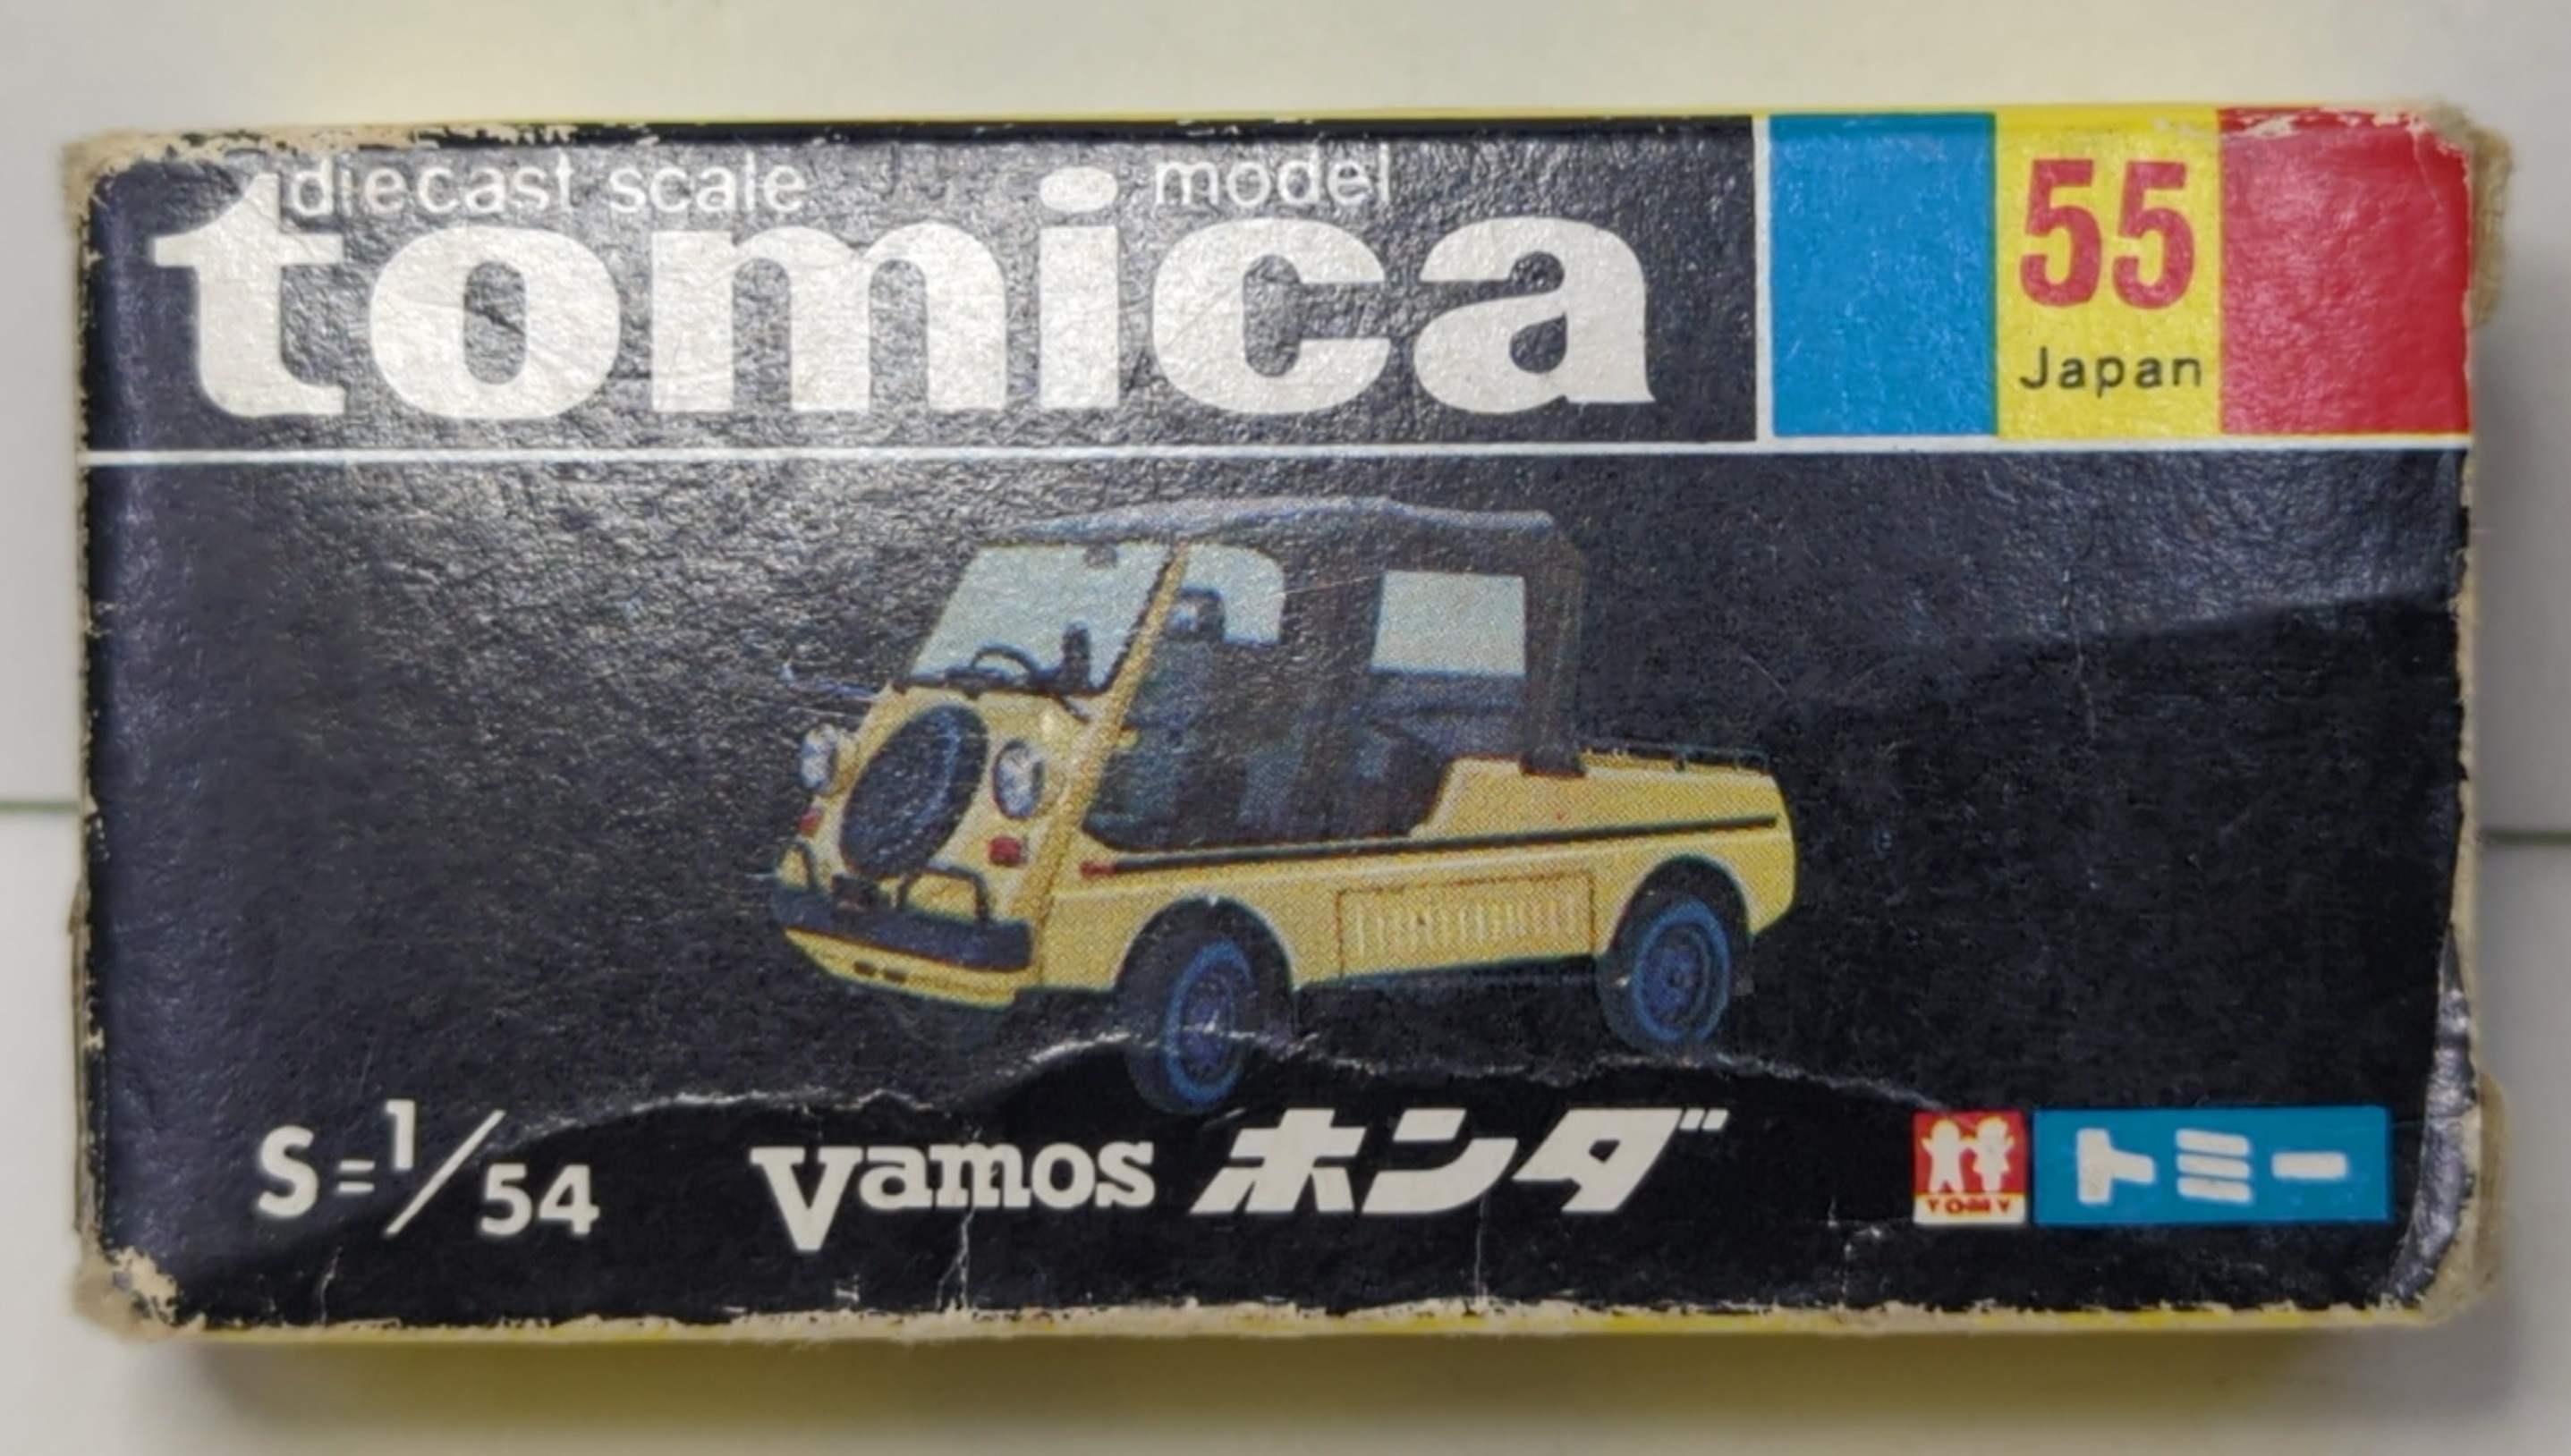 diecast scale model
tomica
55
Japan
S=1/54 Vamos ホンダ
TOMY トミー